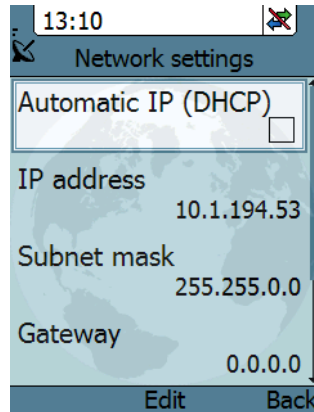 13:10
Network settings
Automatic IP (DHCP)
IP address
10.1.194.53
Subnet mask
255.255.0.0
Gateway
0.0.0.0
Edit Back